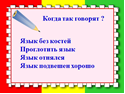 Когда так говорят ?
Язык без костей
Проглотить язык
Язык отнялся
Язык подвешен хорошо